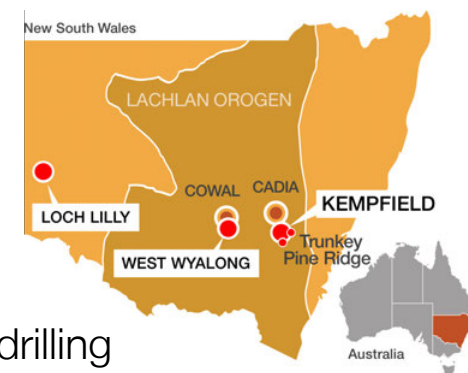 New South Wales
LACHLAN OROGEN
COWAL
CADIA
KEMPFIELD
LOCH LILLY
WEST WYALONG
Trunkey
Pine Ridge
drilling
Australia